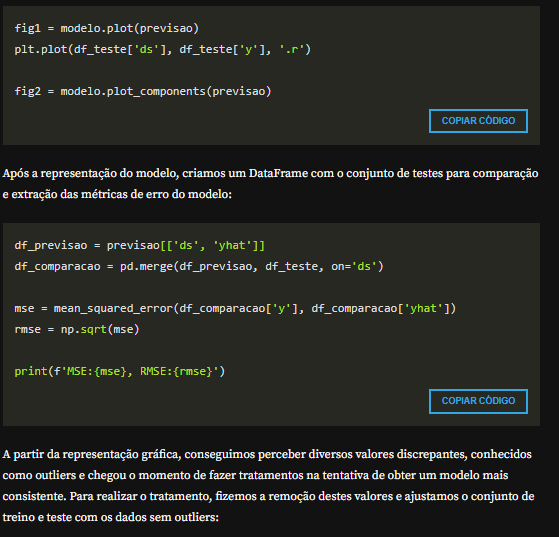 fig1 = modelo.plot(previsao)
plt.plot(df_teste['ds'], df_teste['y'], '.r')
fig2 = modelo.plot_components(previsao)
COPIAR CÓDIGO
Após a representação do modelo, criamos um DataFrame com o conjunto de testes para comparação
e extração das métricas de erro do modelo:
df_previsao = previsao[['ds', 'yhat']]
df_comparacao = pd.merge(df_previsao, df_teste, on='ds')
mse = mean_squared_error(df_comparacao['y'], df_comparacao['yhat'])
rmse = np.sqrt(mse)
print(f'MSE:{mse}, RMSE:{rmse}')
COPIAR CÓDIGO
A partir da representação gráfica, conseguimos perceber diversos valores discrepantes, conhecidos
como outliers e chegou o momento de fazer tratamentos na tentativa de obter um modelo mais
consistente. Para realizar o tratamento, fizemos a remoção destes valores e ajustamos o conjunto de
treino e teste com os dados sem outliers: